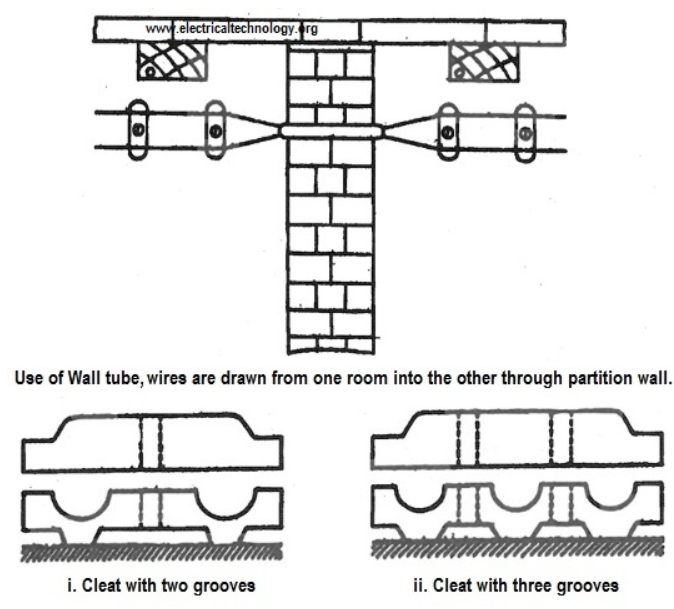 www.electricaltechnology.org
Use of Wall tube, wires are drawn from one room into the other through partition wall.
i. Cleat with two grooves
ii. Cleat with three grooves